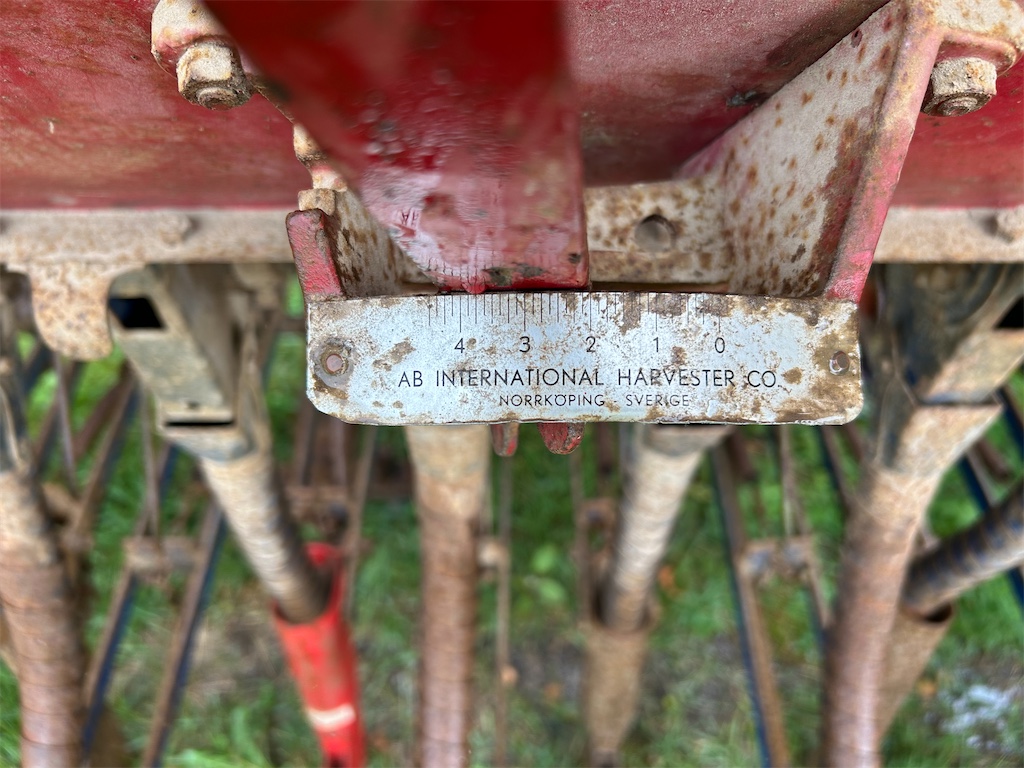 4 3 2 1 0
AB INTERNATIONAL HARVESTER CO.
NORRKÖPING SVERIGE